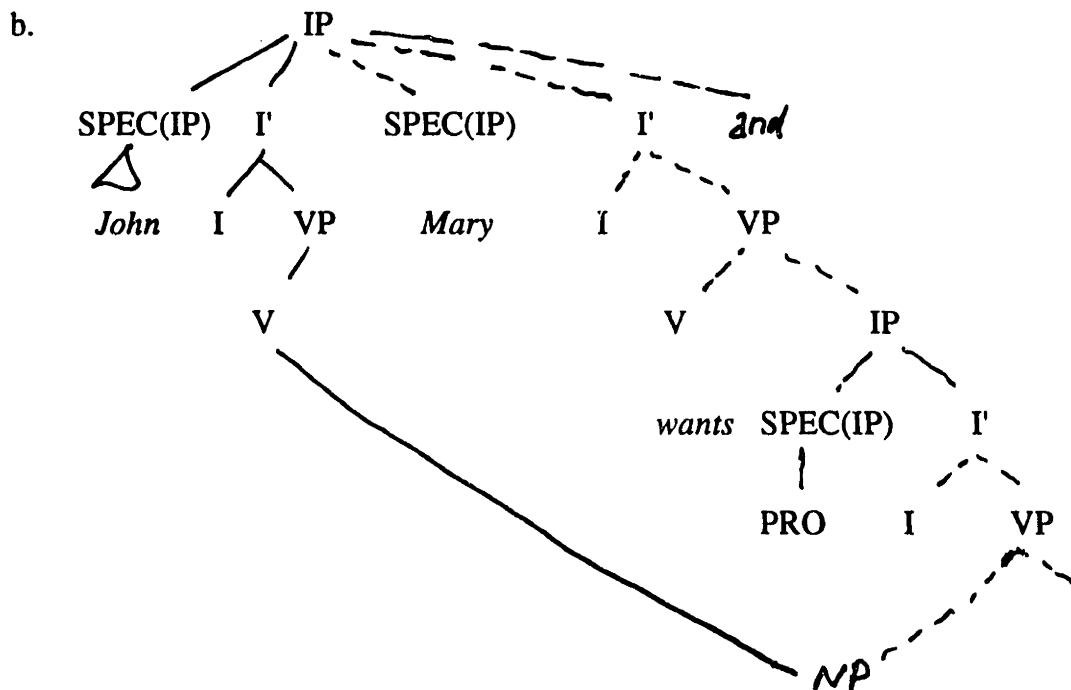 b. IP
SPEC(IP) I' SPEC(IP) I' and
John I VP Mary I VP
V V IP
wants SPEC(IP) I'
PRO I VP
NP